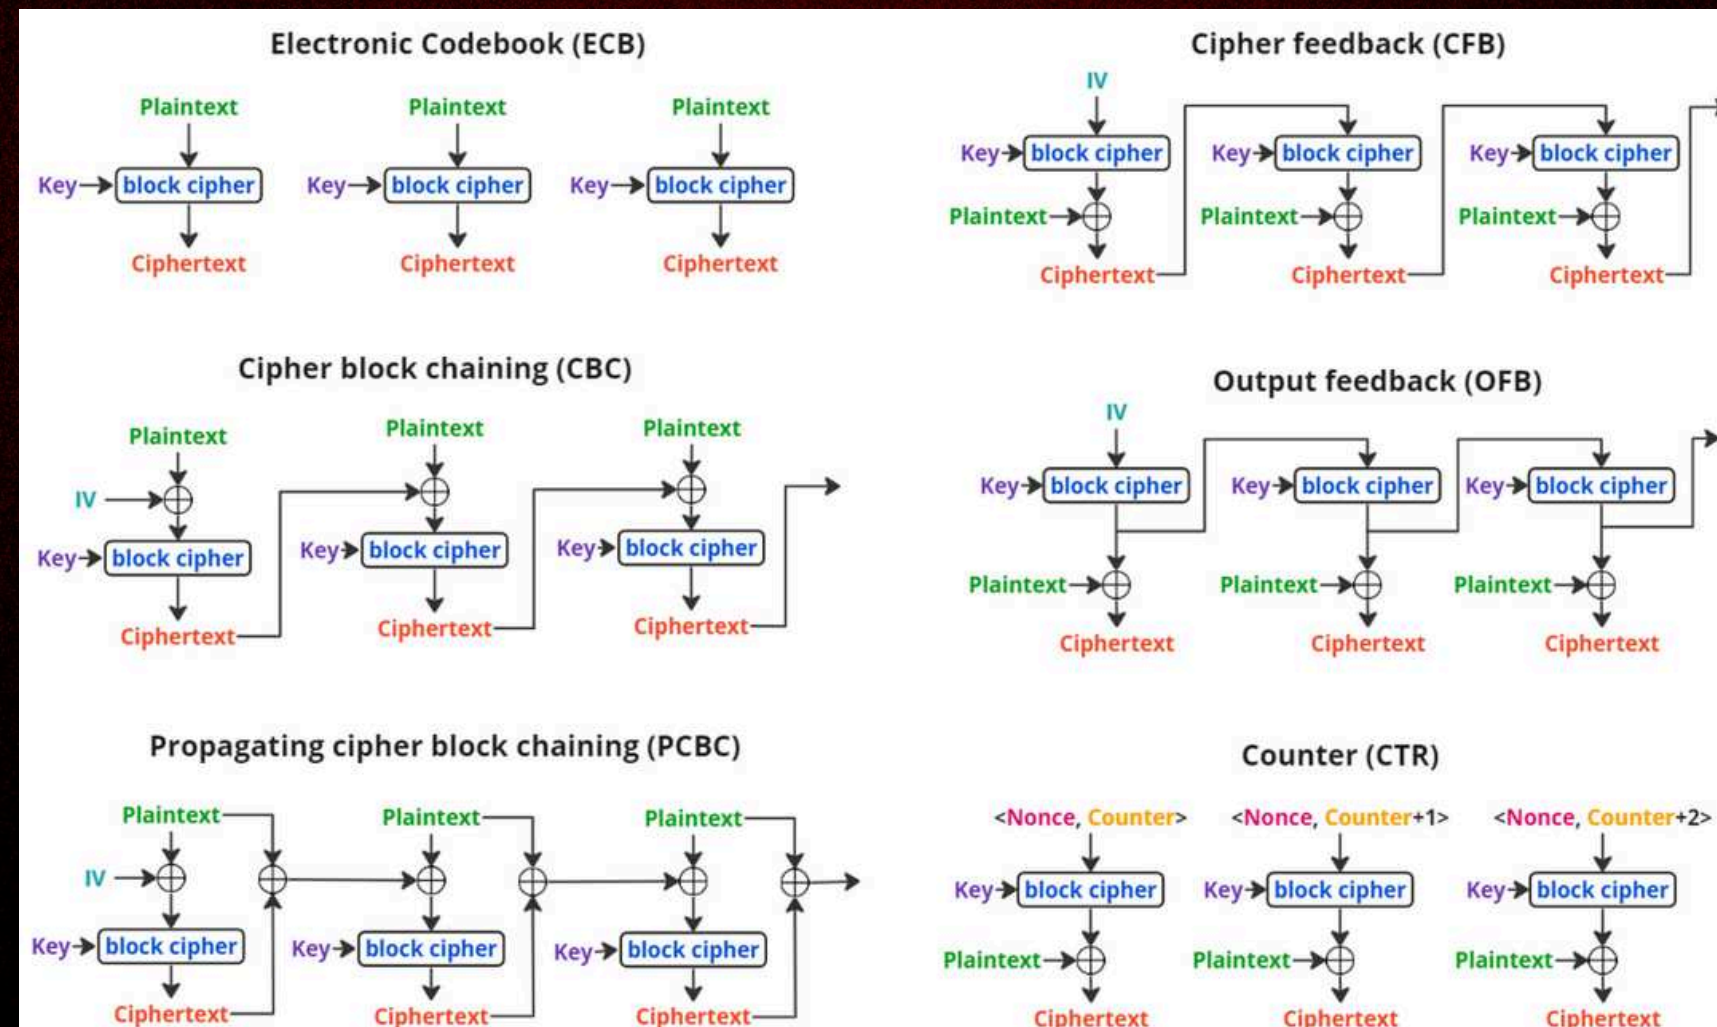 Electronic Codebook (ECB)
Plaintext Plaintext Plaintext
Key block cipher Key block cipher Key block cipher
Ciphertext Ciphertext Ciphertext
Cipher feedback (CFB)
IV
Key block cipher Key block cipher Key block cipher
Plaintext Plaintext Plaintext
Ciphertext Ciphertext Ciphertext
Cipher block chaining (CBC)
Plaintext Plaintext Plaintext
IV
Key block cipher Key block cipher Key block cipher
Ciphertext Ciphertext Ciphertext
Output feedback (OFB)
IV
Key block cipher Key block cipher Key block cipher
Plaintext Plaintext Plaintext
Ciphertext Ciphertext Ciphertext
Propagating cipher block chaining (PCBC)
Plaintext Plaintext Plaintext
IV
Key block cipher Key block cipher Key block cipher
Ciphertext Ciphertext Ciphertext
Counter (CTR)
<Nonce, Counter> <Nonce, Counter+1> <Nonce, Counter+2>
Key block cipher Key block cipher Key block cipher
Plaintext Plaintext Plaintext
Ciphertext Ciphertext Ciphertext